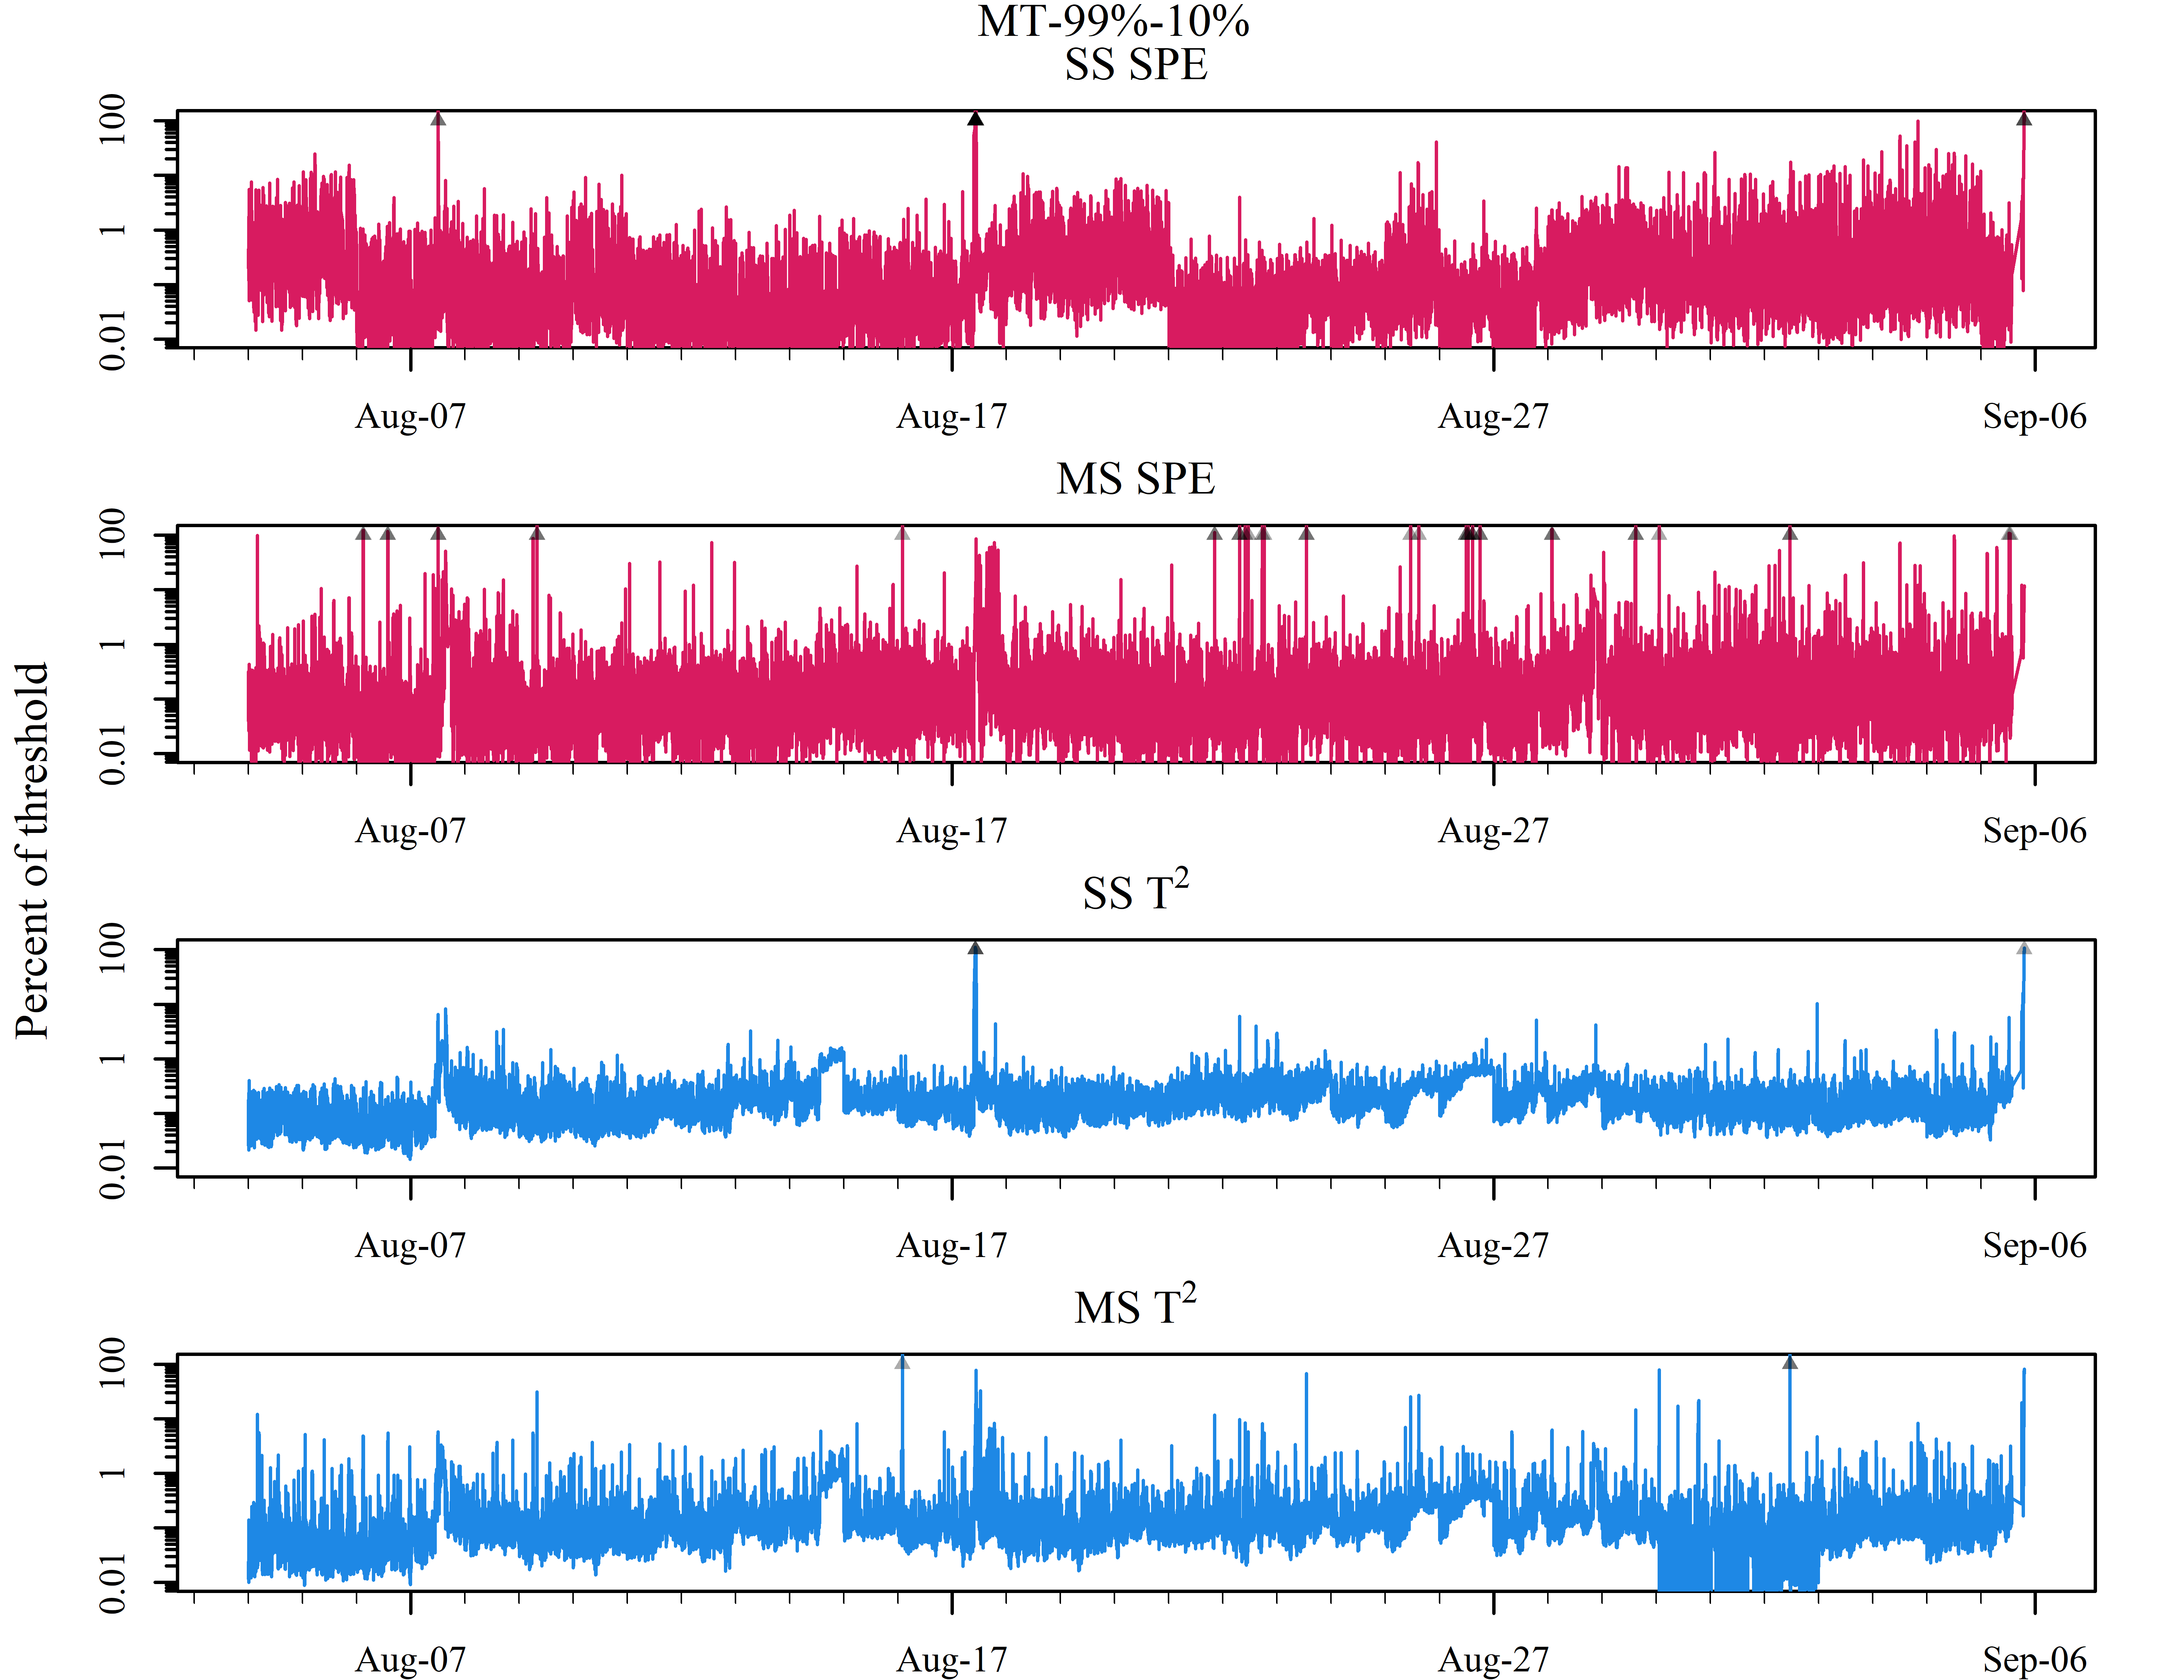 MT-99%-10%
SS SPE
100
1
0.01
Aug-07 Aug-17 Aug-27 Sep-06
MS SPE
100
1
0.01
Aug-07 Aug-17 Aug-27 Sep-06
Percent of threshold
SS T²
100
1
0.01
Aug-07 Aug-17 Aug-27 Sep-06
MS T²
100
1
0.01
Aug-07 Aug-17 Aug-27 Sep-06